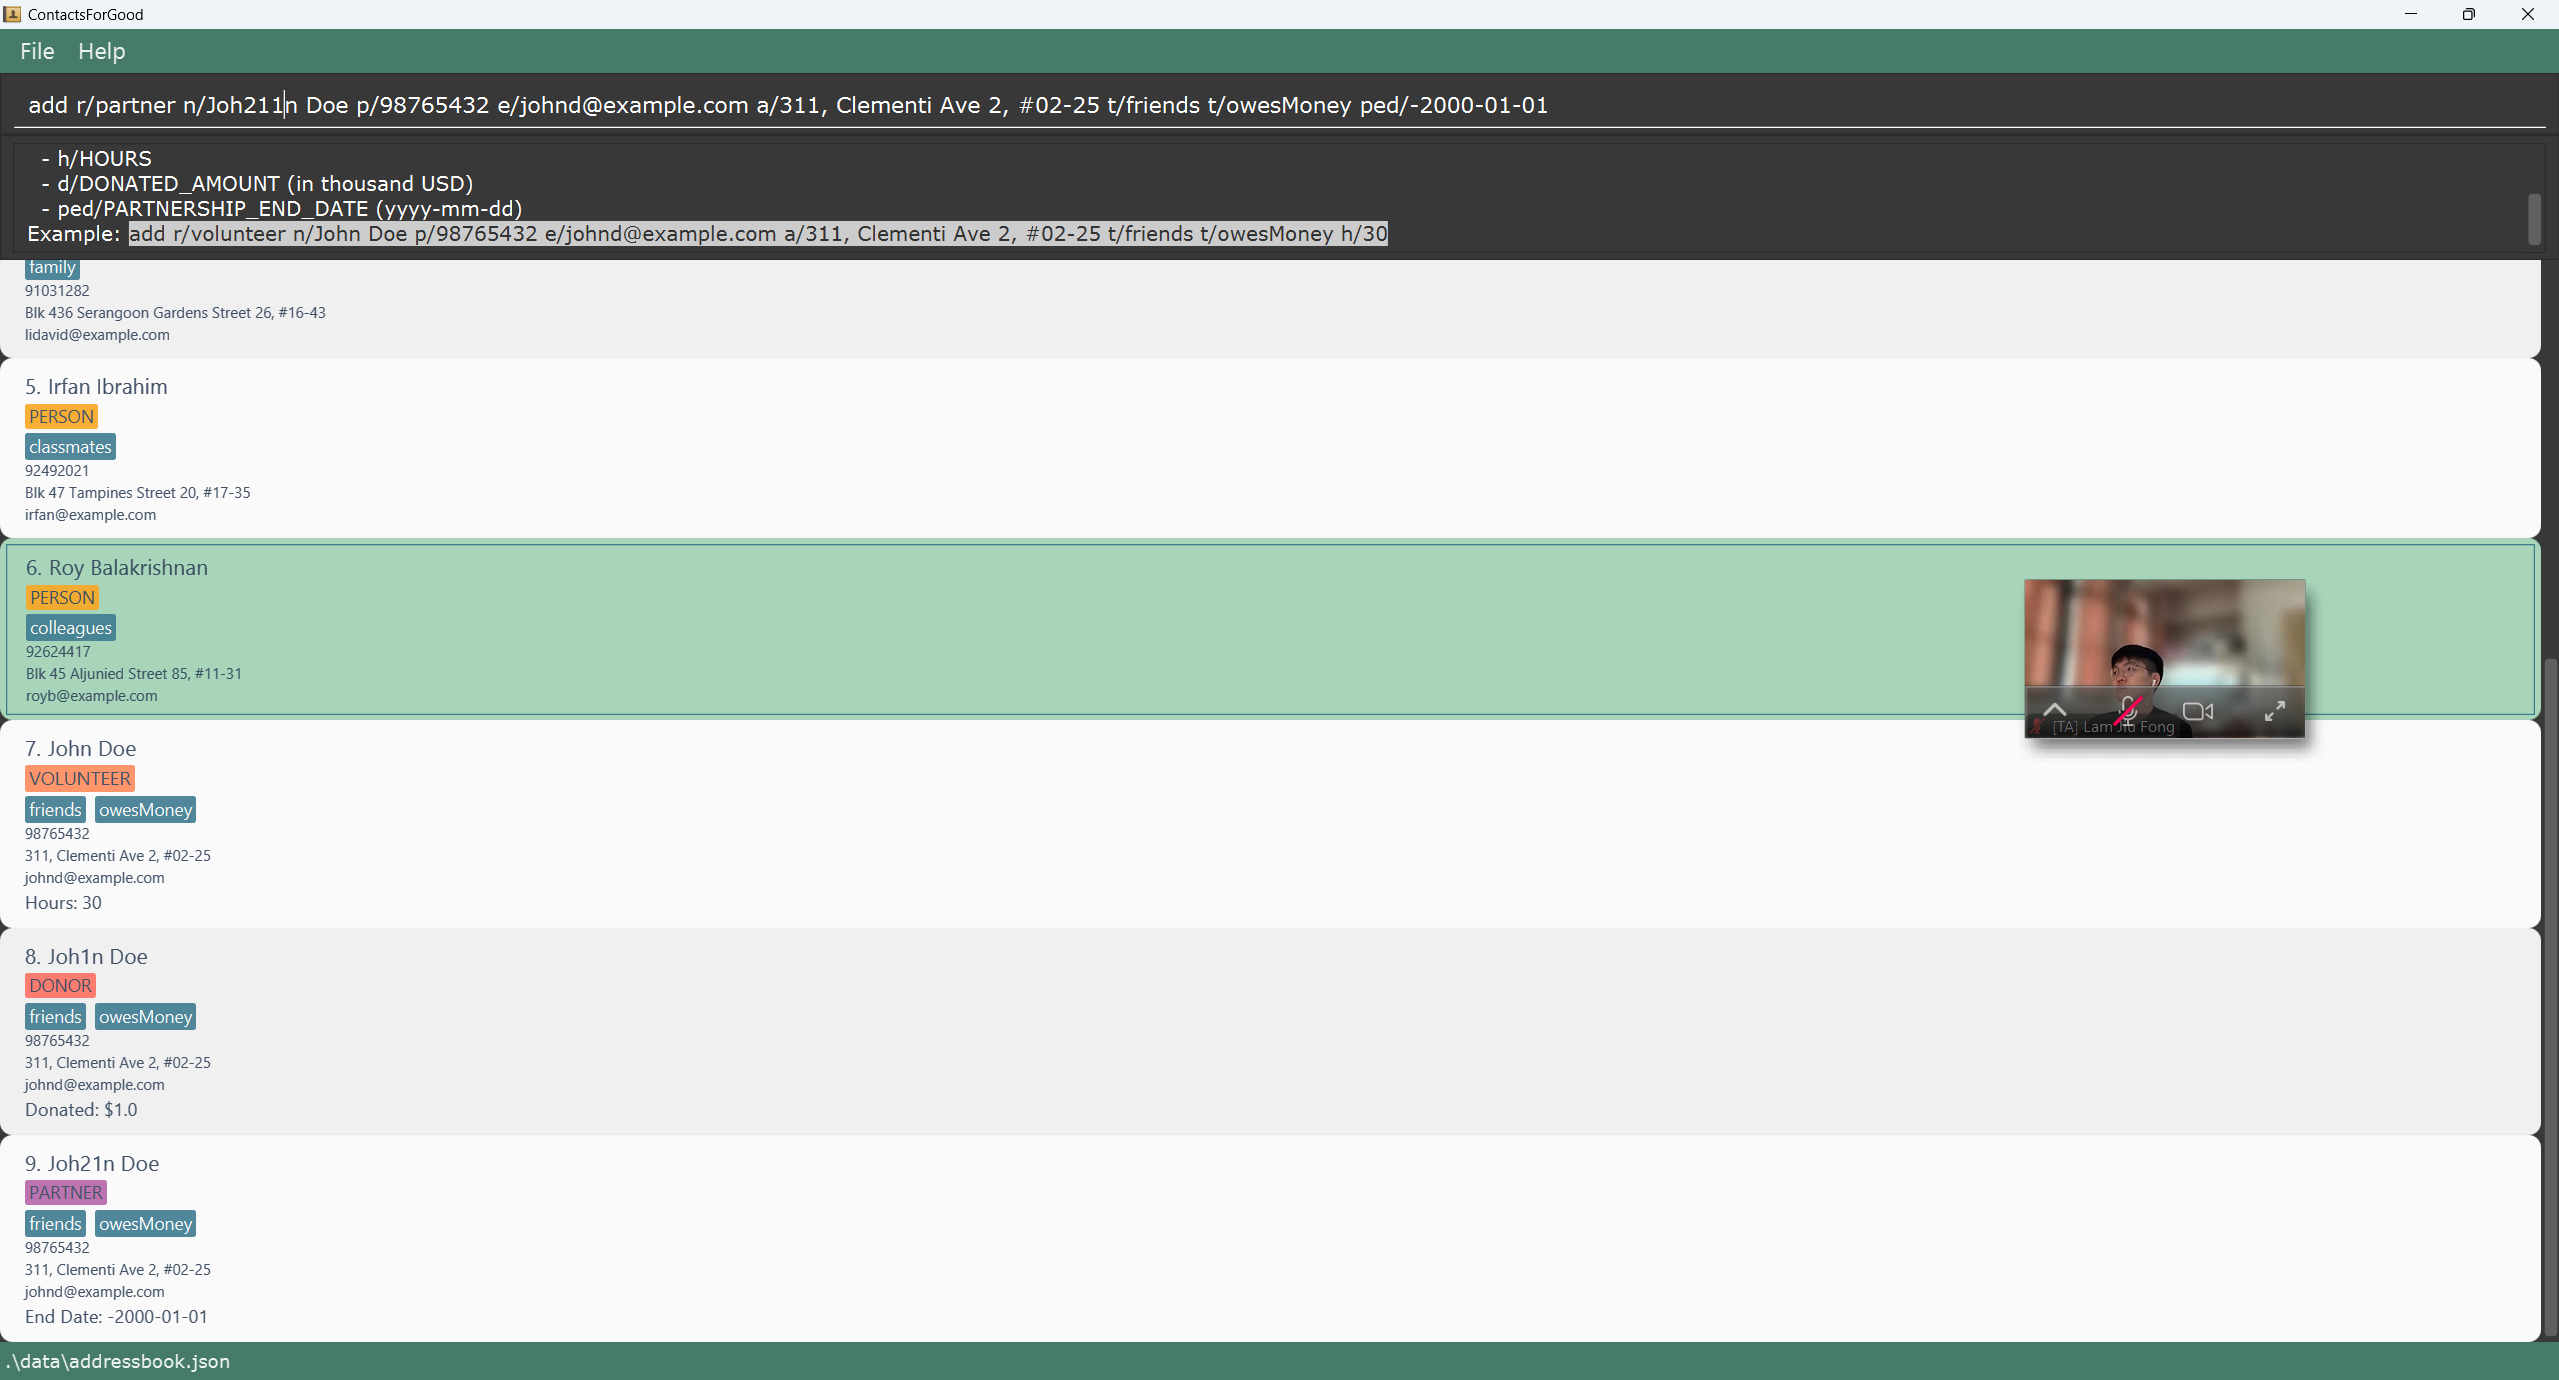 ContactsForGood
File Help
add r/partner n/Joh211n Doe p/98765432 e/johnd@example.com a/311, Clementi Ave 2, #02-25 t/friends t/owesMoney ped/-2000-01-01
- h/HOURS
- d/DONATED_AMOUNT (in thousand USD)
- ped/PARTNERSHIP_END_DATE (yyyy-mm-dd)
Example: add r/volunteer n/John Doe p/98765432 e/johnd@example.com a/311, Clementi Ave 2, #02-25 t/friends t/owesMoney h/30
family
91031282
Blk 436 Serangoon Gardens Street 26, #16-43
lidavid@example.com
5. Irfan Ibrahim
PERSON
classmates
92492021
Blk 47 Tampines Street 20, #17-35
irfan@example.com
6. Roy Balakrishnan
PERSON
colleagues
92624417
Blk 45 Aljunied Street 85, #11-31
royb@example.com
[TA] Lam Jiu Fong
7. John Doe
VOLUNTEER
friends owesMoney
98765432
311, Clementi Ave 2, #02-25
johnd@example.com
Hours: 30
8. Joh1n Doe
DONOR
friends owesMoney
98765432
311, Clementi Ave 2, #02-25
johnd@example.com
Donated: $1.0
9. Joh21n Doe
PARTNER
friends owesMoney
98765432
311, Clementi Ave 2, #02-25
johnd@example.com
End Date: -2000-01-01
.\data\addressbook.json